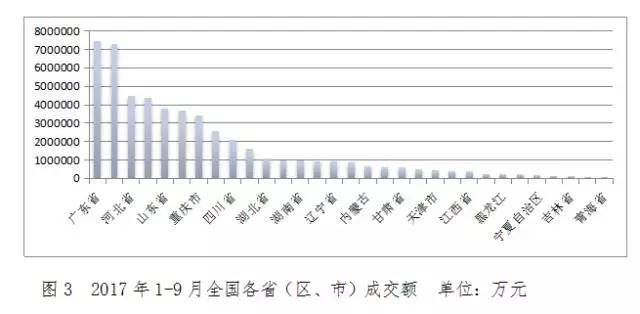 8000000
7000000
6000000
5000000
4000000
3000000
2000000
1000000
0
广东省
河北省
山东省
重庆市
四川省
湖北省
湖南省
辽宁省
内蒙古
甘肃省
天津市
江西省
黑龙江
宁夏自治区
吉林省
青海省
图 3 2017 年 1-9 月全国各省（区、市）成交额 单位：万元